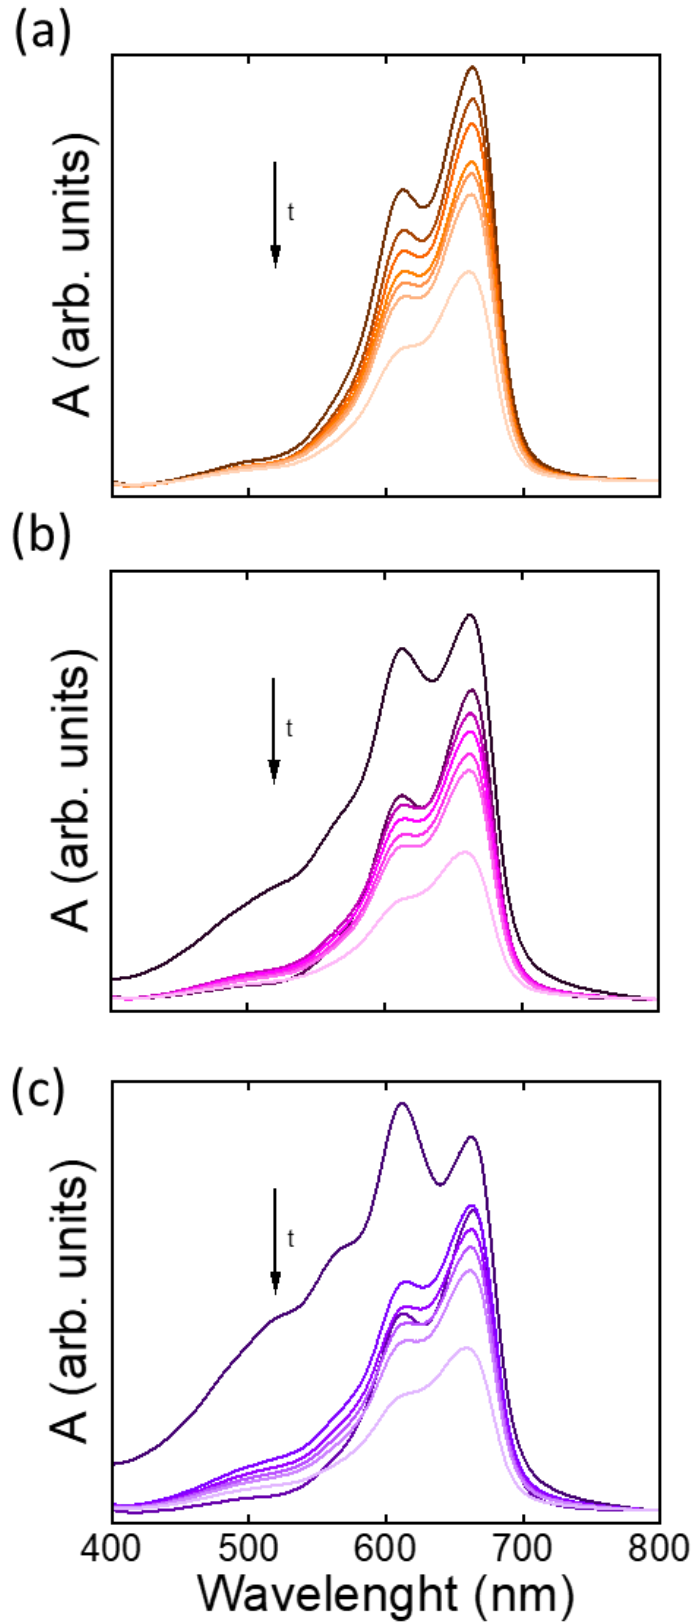 (a)
A (arb. units)
t
(b)
A (arb. units)
t
(c)
A (arb. units)
t
400 500 600 700 800
Wavelenght (nm)